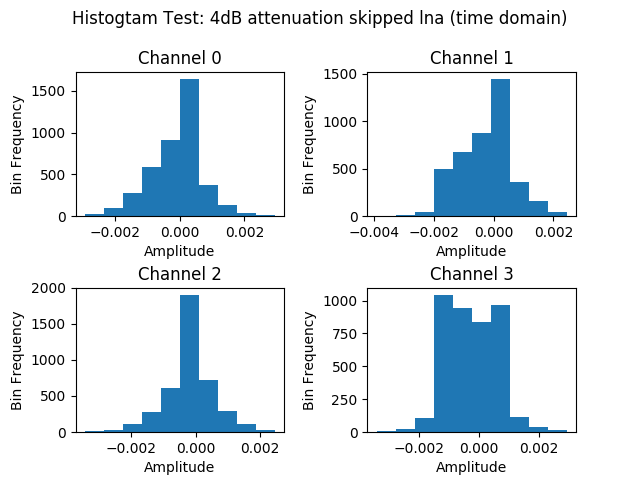 Histogtam Test: 4dB attenuation skipped lna (time domain)
Channel 0
Channel 1
1500
1000
500
0
Bin Frequency
−0.002
0.000
0.002
Amplitude
1500
1000
500
0
Bin Frequency
−0.004
−0.002
0.000
0.002
Amplitude
Channel 2
Channel 3
2000
1500
1000
500
0
Bin Frequency
−0.002
0.000
0.002
Amplitude
1000
750
500
250
0
Bin Frequency
−0.002
0.000
0.002
Amplitude